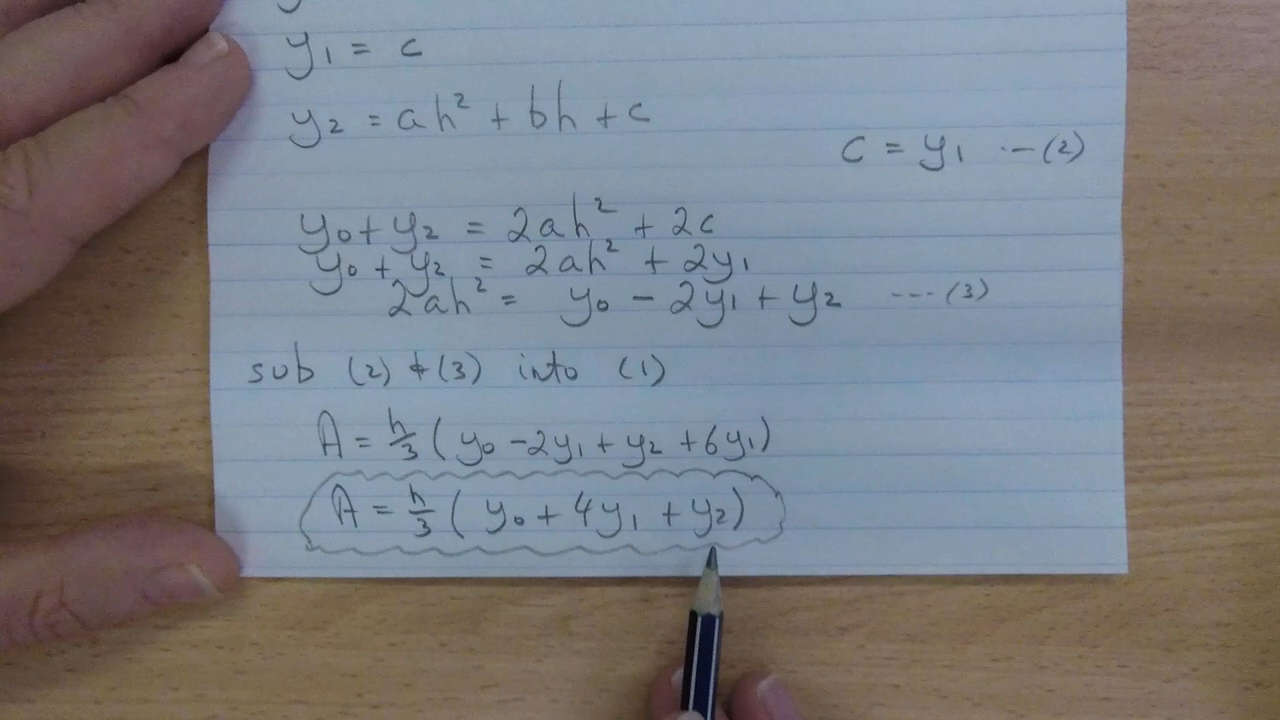 y₁ = c
y₂ = ah² + bh + c
c = y₁ ---(2)
y₀ + y₂ = 2ah² + 2c
y₀ + y₂ = 2ah² + 2y₁
2ah² = y₀ - 2y₁ + y₂ ----(3)
sub (2) & (3) into (1)
A = h/3 (y₀ - 2y₁ + y₂ + 6y₁)
A = h/3 (y₀ + 4y₁ + y₂)